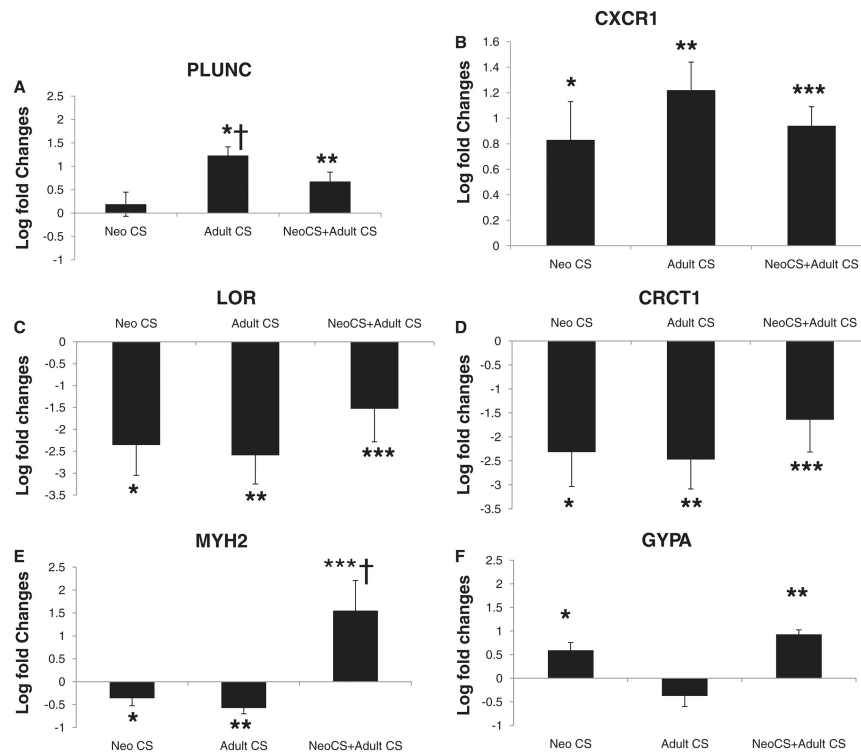 A
PLUNC
Log fold Changes
2.5
2
1.5
1
0.5
0
-0.5
-1
*†
**
Neo CS Adult CS NeoCS+Adult CS
B
CXCR1
Log fold Changes
1.6
1.4
1.2
1
0.8
0.6
0.4
0.2
0
*
**
***
Neo CS Adult CS NeoCS+Adult CS
C
LOR
Neo CS Adult CS NeoCS+Adult CS
Log fold changes
0
-0.5
-1
-1.5
-2
-2.5
-3
-3.5
*
**
***
D
CRCT1
Neo CS Adult CS NeoCS+Adult CS
Log fold changes
0
-0.5
-1
-1.5
-2
-2.5
-3
-3.5
*
**
***
E
MYH2
Log fold changes
2.5
2
1.5
1
0.5
0
-0.5
-1
*
**
***†
Neo CS Adult CS NeoCS+Adult CS
F
GYPA
Log fold changes
2.5
2
1.5
1
0.5
0
-0.5
-1
*
**
Neo CS Adult CS NeoCS+Adult CS